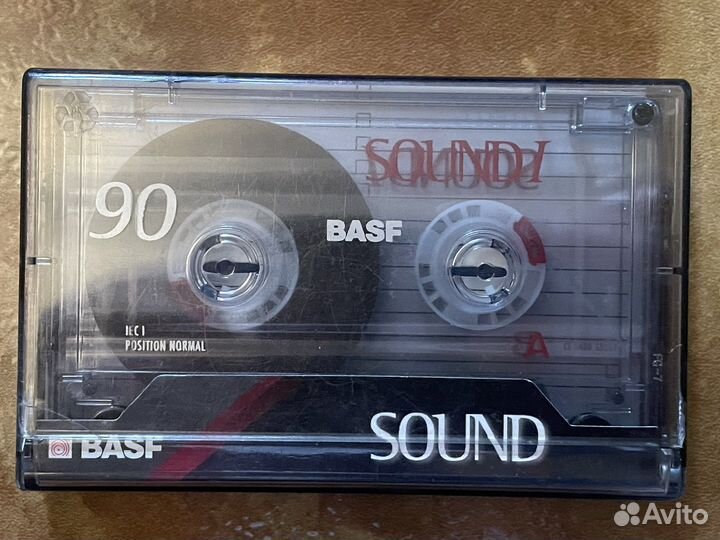 SOUND I
90
BASF
IEC I
POSITION NORMAL
A
BASF
SOUND
Avito